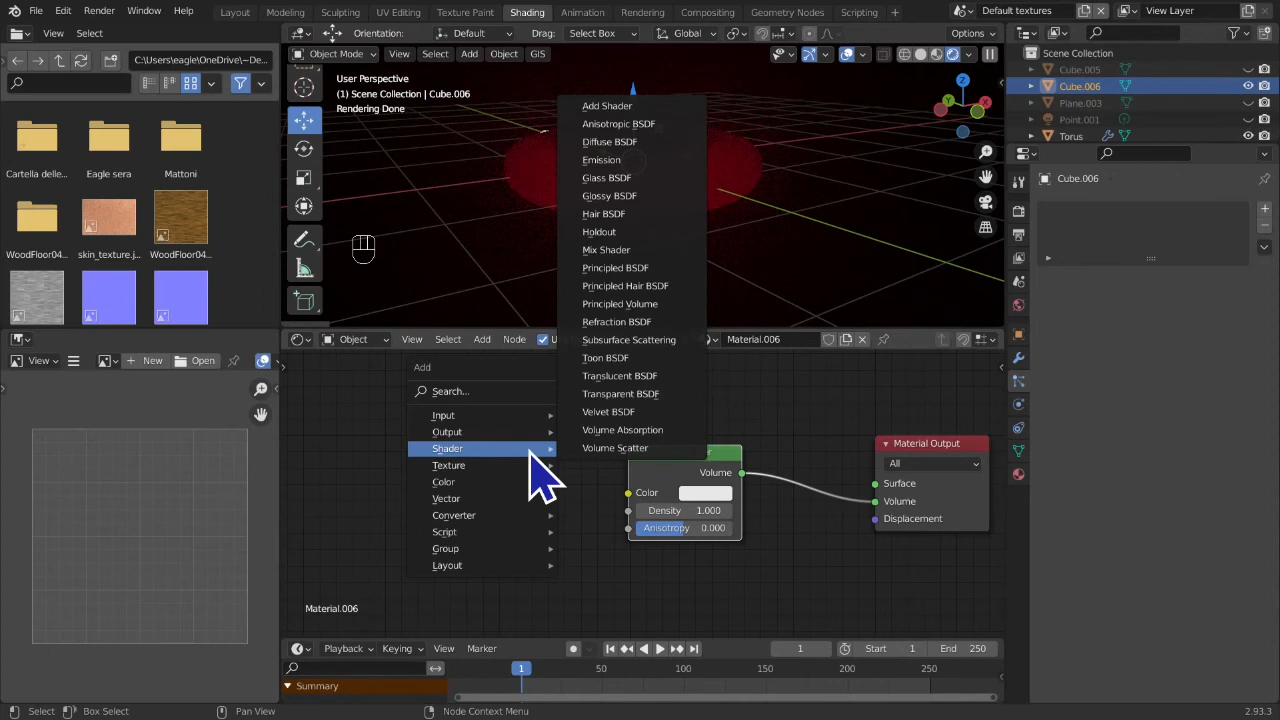 File Edit Render Window Help Layout Modeling Sculpting UV Editing Texture Paint Shading Animation Rendering Compositing Geometry Nodes Scripting + Default textures View Layer
View Select
Orientation: Default Drag: Select Box Global Options
Object Mode View Select Add Object GIS
C:\Users\eagle\OneDrive\~De...
User Perspective
(1) Scene Collection | Cube.006
Rendering Done
Z
Y
X
Scene Collection
Cube.005
Cube.006
Plane.003
Point.001
Torus
Cube.006
Cartella delle...
Eagle sera
Mattoni
WoodFloor04...
skin_texture.j...
WoodFloor04...
Add Shader
Anisotropic BSDF
Diffuse BSDF
Emission
Glass BSDF
Glossy BSDF
Hair BSDF
Holdout
Mix Shader
Principled BSDF
Principled Hair BSDF
Principled Volume
Refraction BSDF
Subsurface Scattering
Toon BSDF
Translucent BSDF
Transparent BSDF
Velvet BSDF
Volume Absorption
Volume Scatter
Object View Select Add Node Material.006
View New Open
Add
Search...
Input
Output
Shader
Texture
Color
Vector
Converter
Script
Group
Layout
Volume
Color
Density 1.000
Anisotropy 0.000
Material Output
All
Surface
Volume
Displacement
Material.006
Playback Keying View Marker 1 Start 1 End 250
1 50 100 150 200 250
Summary
Select Box Select Pan View Node Context Menu 2.93.3